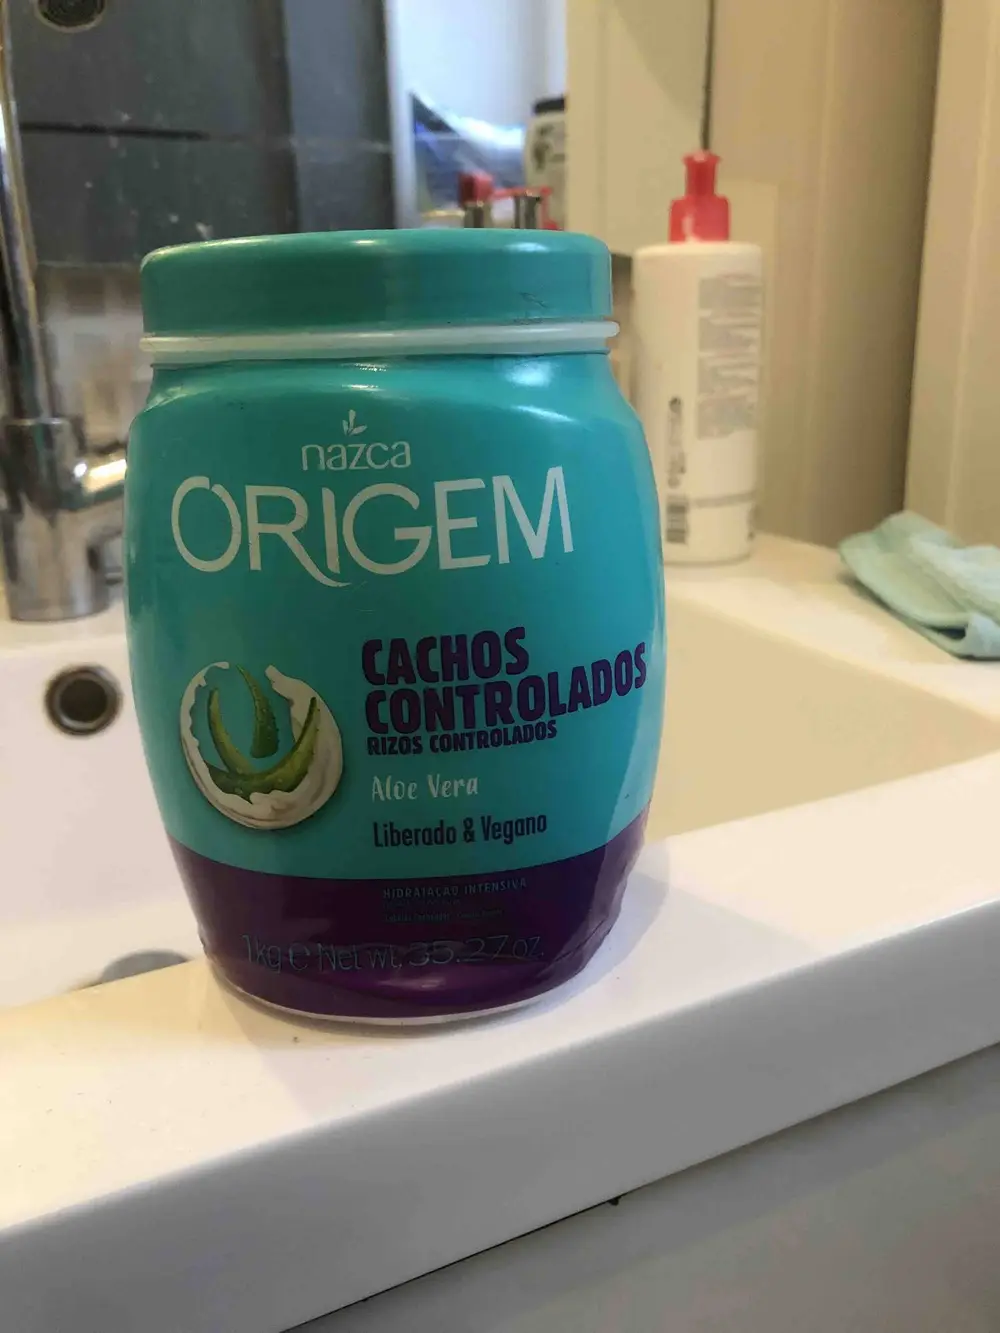 nazca
ORIGEM
CACHOS
CONTROLADOS
RIZOS CONTROLADOS
Aloe Vera
Liberado & Vegano
HIDRATAÇÃO INTENSIVA
1kg e Net wt. 35.27oz.